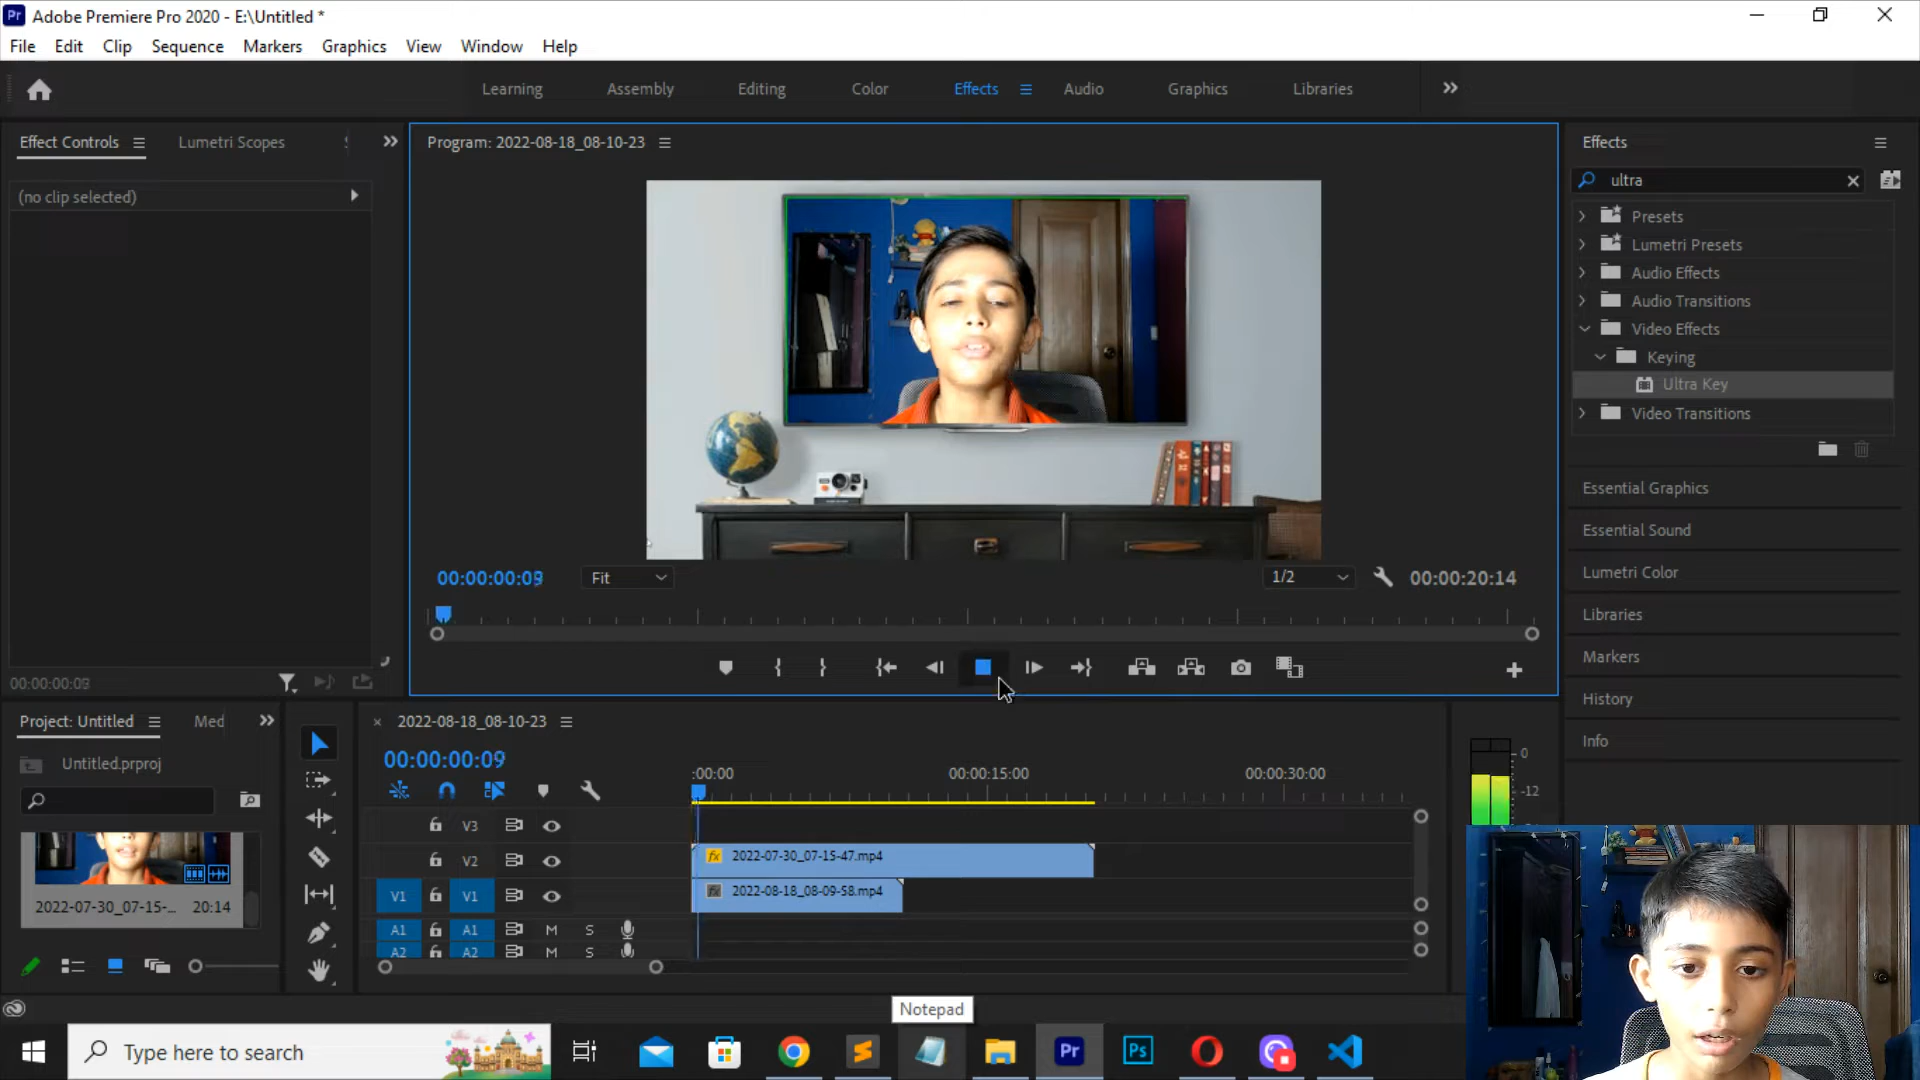 Pr Adobe Premiere Pro 2020 - E:\Untitled *
File Edit Clip Sequence Markers Graphics View Window Help
Learning Assembly Editing Color Effects Audio Graphics Libraries
Effect Controls Lumetri Scopes
(no clip selected)
00:00:00:09
Program: 2022-08-18_08-10-23
00:00:00:09 Fit 1/2 00:00:20:14
Effects
ultra
Presets
Lumetri Presets
Audio Effects
Audio Transitions
Video Effects
Keying
Ultra Key
Video Transitions
Essential Graphics
Essential Sound
Lumetri Color
Libraries
Markers
History
Info
Project: Untitled Med
Untitled.prproj
2022-07-30_07-15-... 20:14
2022-08-18_08-10-23
00:00:00:09
:00:00 00:00:15:00 00:00:30:00
V3
V2 fx 2022-07-30_07-15-47.mp4
V1 V1 fx 2022-08-18_08-09-58.mp4
A1 A1 M S
A2 A2 M S
0
-12
Notepad
Type here to search
Pr Ps